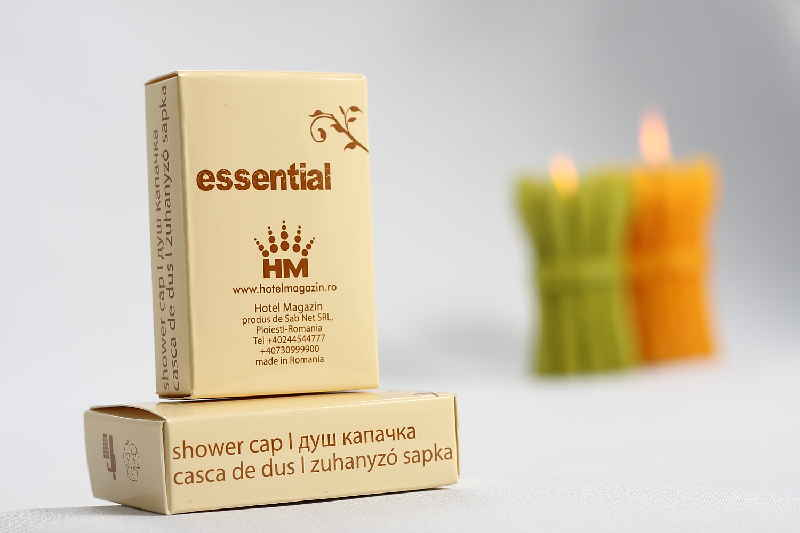 essential
HM
www.hotelmagazin.ro
Hotel Magazin
produs de Sab Net SRL,
Ploiesti-Romania
Tel +40244544777
+40730999900
made in Romania
shower cap | душ капачка
casca de dus | zuhanyzó sapka
shower cap | душ капачка
casca de dus | zuhanyzó sapka